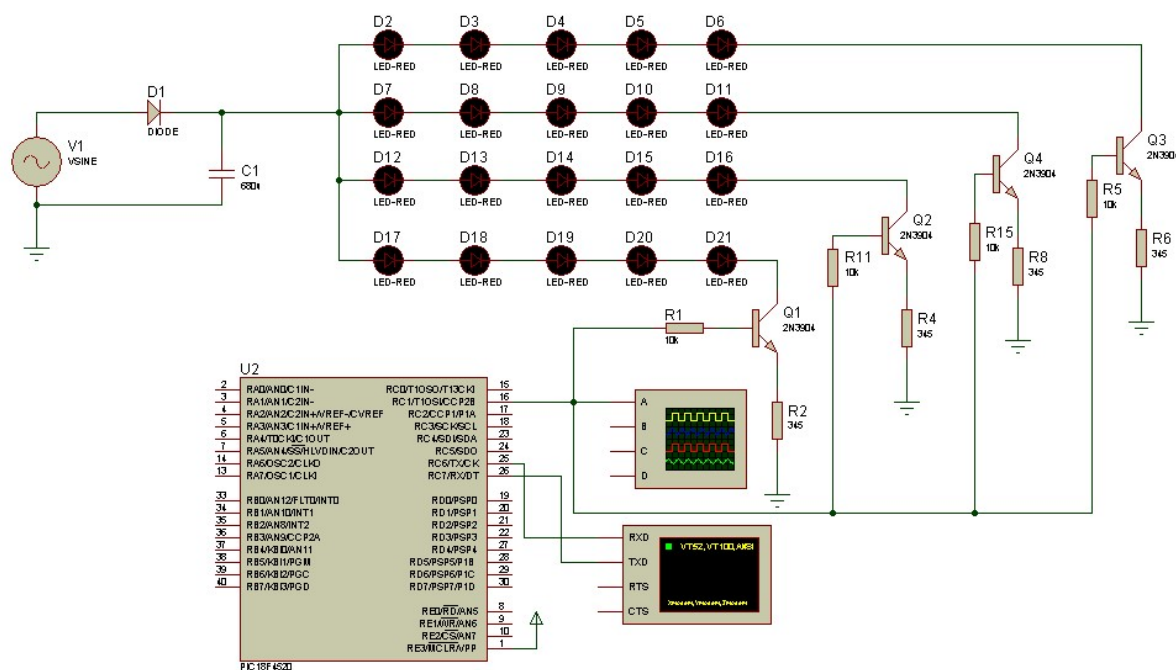 D2 D3 D4 D5 D6
LED-RED LED-RED LED-RED LED-RED LED-RED
D7 D8 D9 D10 D11
LED-RED LED-RED LED-RED LED-RED LED-RED
D1
DIODE
V1
VSINE
C1
D12 D13 D14 D15 D16
LED-RED LED-RED LED-RED LED-RED LED-RED
D17 D18 D19 D20 D21
LED-RED LED-RED LED-RED LED-RED LED-RED
Q3
2N3904
Q4
2N3904
Q2
2N3904
Q1
2N3904
R5
10k
R15
10k
R11
10k
R1
10k
R6
345
R8
345
R4
345
R2
345
U2
2 RA0/AN0/C1IN-
3 RA1/AN1/C2IN-
4 RA2/AN2/C2IN+/VREF-/CVREF
5 RA3/AN3/C1IN+/VREF+
6 RA4/T0CKI/C1OUT
7 RA5/AN4/SS/HLVDIN/C2OUT
14 RA6/OSC2/CLKO
13 RA7/OSC1/CLKI
33 RB0/AN12/FLT0/INT0
34 RB1/AN10/INT1
35 RB2/AN8/INT2
36 RB3/AN9/CCP2A
37 RB4/KBI0/AN11
38 RB5/KBI1/PGM
39 RB6/KBI2/PGC
40 RB7/KBI3/PGD
RC0/T1OSO/T13CKI 15
RC1/T1OSI/CCP2B 16
RC2/CCP1/P1A 17
RC3/SCK/SCL 18
RC4/SDI/SDA 23
RC5/SDO 24
RC6/TX/CK 25
RC7/RX/DT 26
RD0/PSP0 19
RD1/PSP1 20
RD2/PSP2 21
RD3/PSP3 22
RD4/PSP4 27
RD5/PSP5/P1B 28
RD6/PSP6/P1C 29
RD7/PSP7/P1D 30
RE0/RD/AN5 8
RE1/WR/AN6 9
RE2/CS/AN7 10
RE3/MCLR/VPP 1
PIC18F4520
A
B
C
D
RXD
TXD
RTS
CTS
VT52, VT100, ANSI